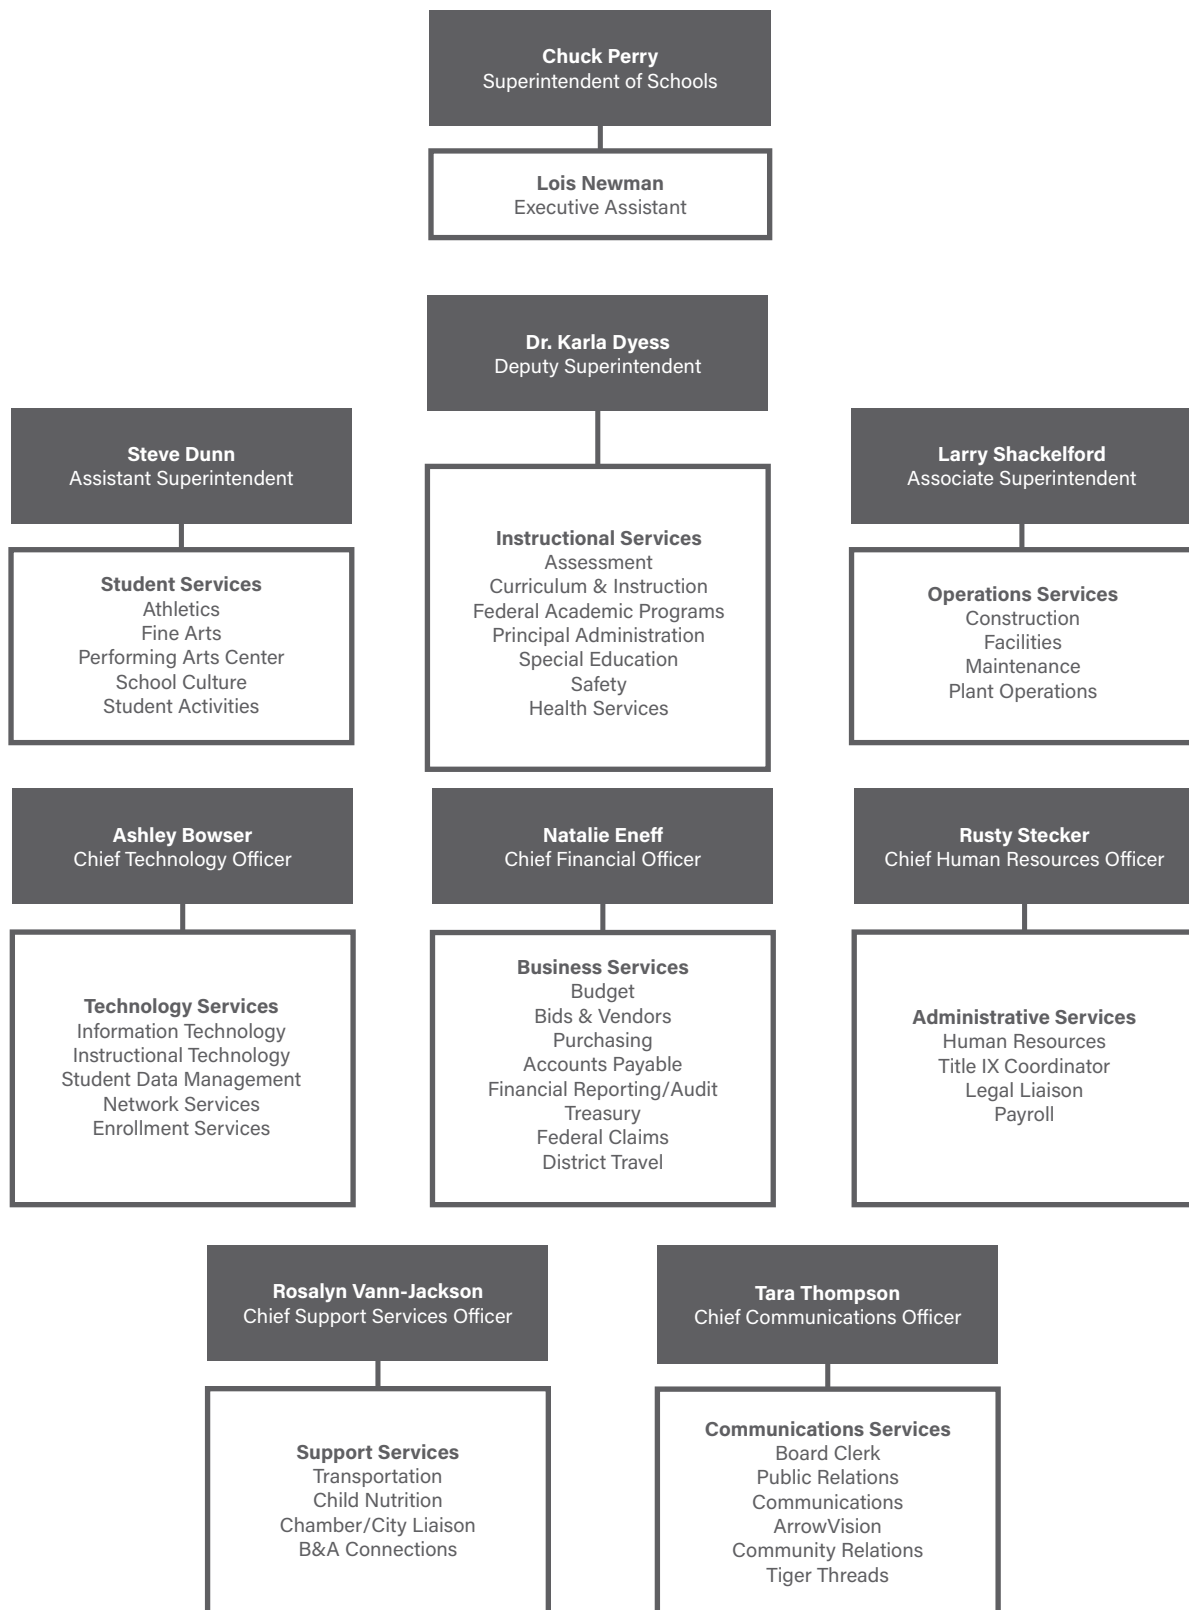 Chuck Perry
Superintendent of Schools
Lois Newman
Executive Assistant
Dr. Karla Dyess
Deputy Superintendent
Steve Dunn
Assistant Superintendent
Larry Shackelford
Associate Superintendent
Student Services
Athletics
Fine Arts
Performing Arts Center
School Culture
Student Activities
Instructional Services
Assessment
Curriculum & Instruction
Federal Academic Programs
Principal Administration
Special Education
Safety
Health Services
Operations Services
Construction
Facilities
Maintenance
Plant Operations
Ashley Bowser
Chief Technology Officer
Natalie Eneff
Chief Financial Officer
Rusty Stecker
Chief Human Resources Officer
Technology Services
Information Technology
Instructional Technology
Student Data Management
Network Services
Enrollment Services
Business Services
Budget
Bids & Vendors
Purchasing
Accounts Payable
Financial Reporting/Audit
Treasury
Federal Claims
District Travel
Administrative Services
Human Resources
Title IX Coordinator
Legal Liaison
Payroll
Rosalyn Vann-Jackson
Chief Support Services Officer
Tara Thompson
Chief Communications Officer
Support Services
Transportation
Child Nutrition
Chamber/City Liaison
B&A Connections
Communications Services
Board Clerk
Public Relations
Communications
ArrowVision
Community Relations
Tiger Threads